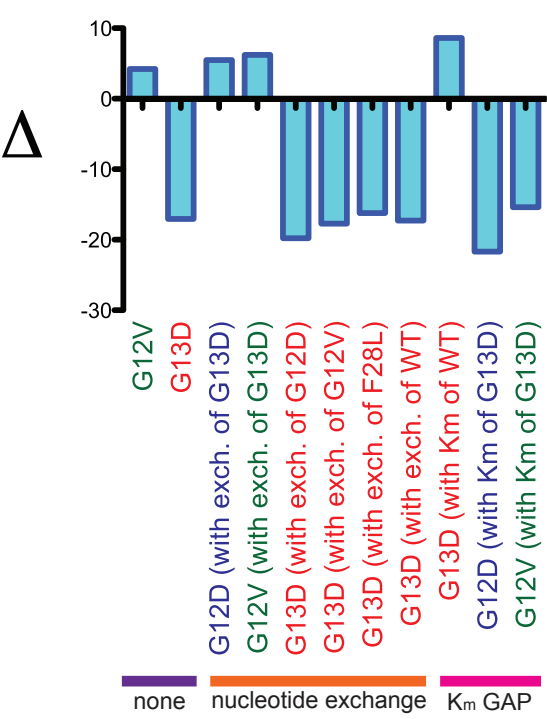 10
0
-10
-20
-30
Δ
G12V
G13D
G12D (with exch. of G13D)
G12V (with exch. of G13D)
G13D (with exch. of G12D)
G13D (with exch. of G12V)
G13D (with exch. of F28L)
G13D (with exch. of WT)
G13D (with Km of WT)
G12D (with Km of G13D)
G12V (with Km of G13D)
none
nucleotide exchange
Km GAP